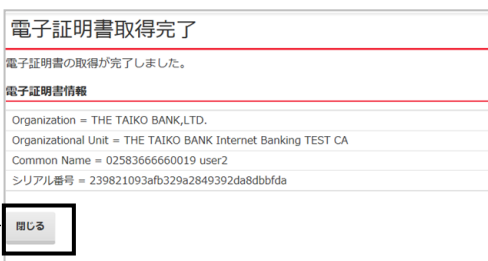 電子証明書取得完了
電子証明書の取得が完了しました。
電子証明書情報
Organization = THE TAIKO BANK,LTD.
Organizational Unit = THE TAIKO BANK Internet Banking TEST CA
Common Name = 02583666660019 user2
シリアル番号 = 239821093afb329a2849392da8dbbfda
閉じる